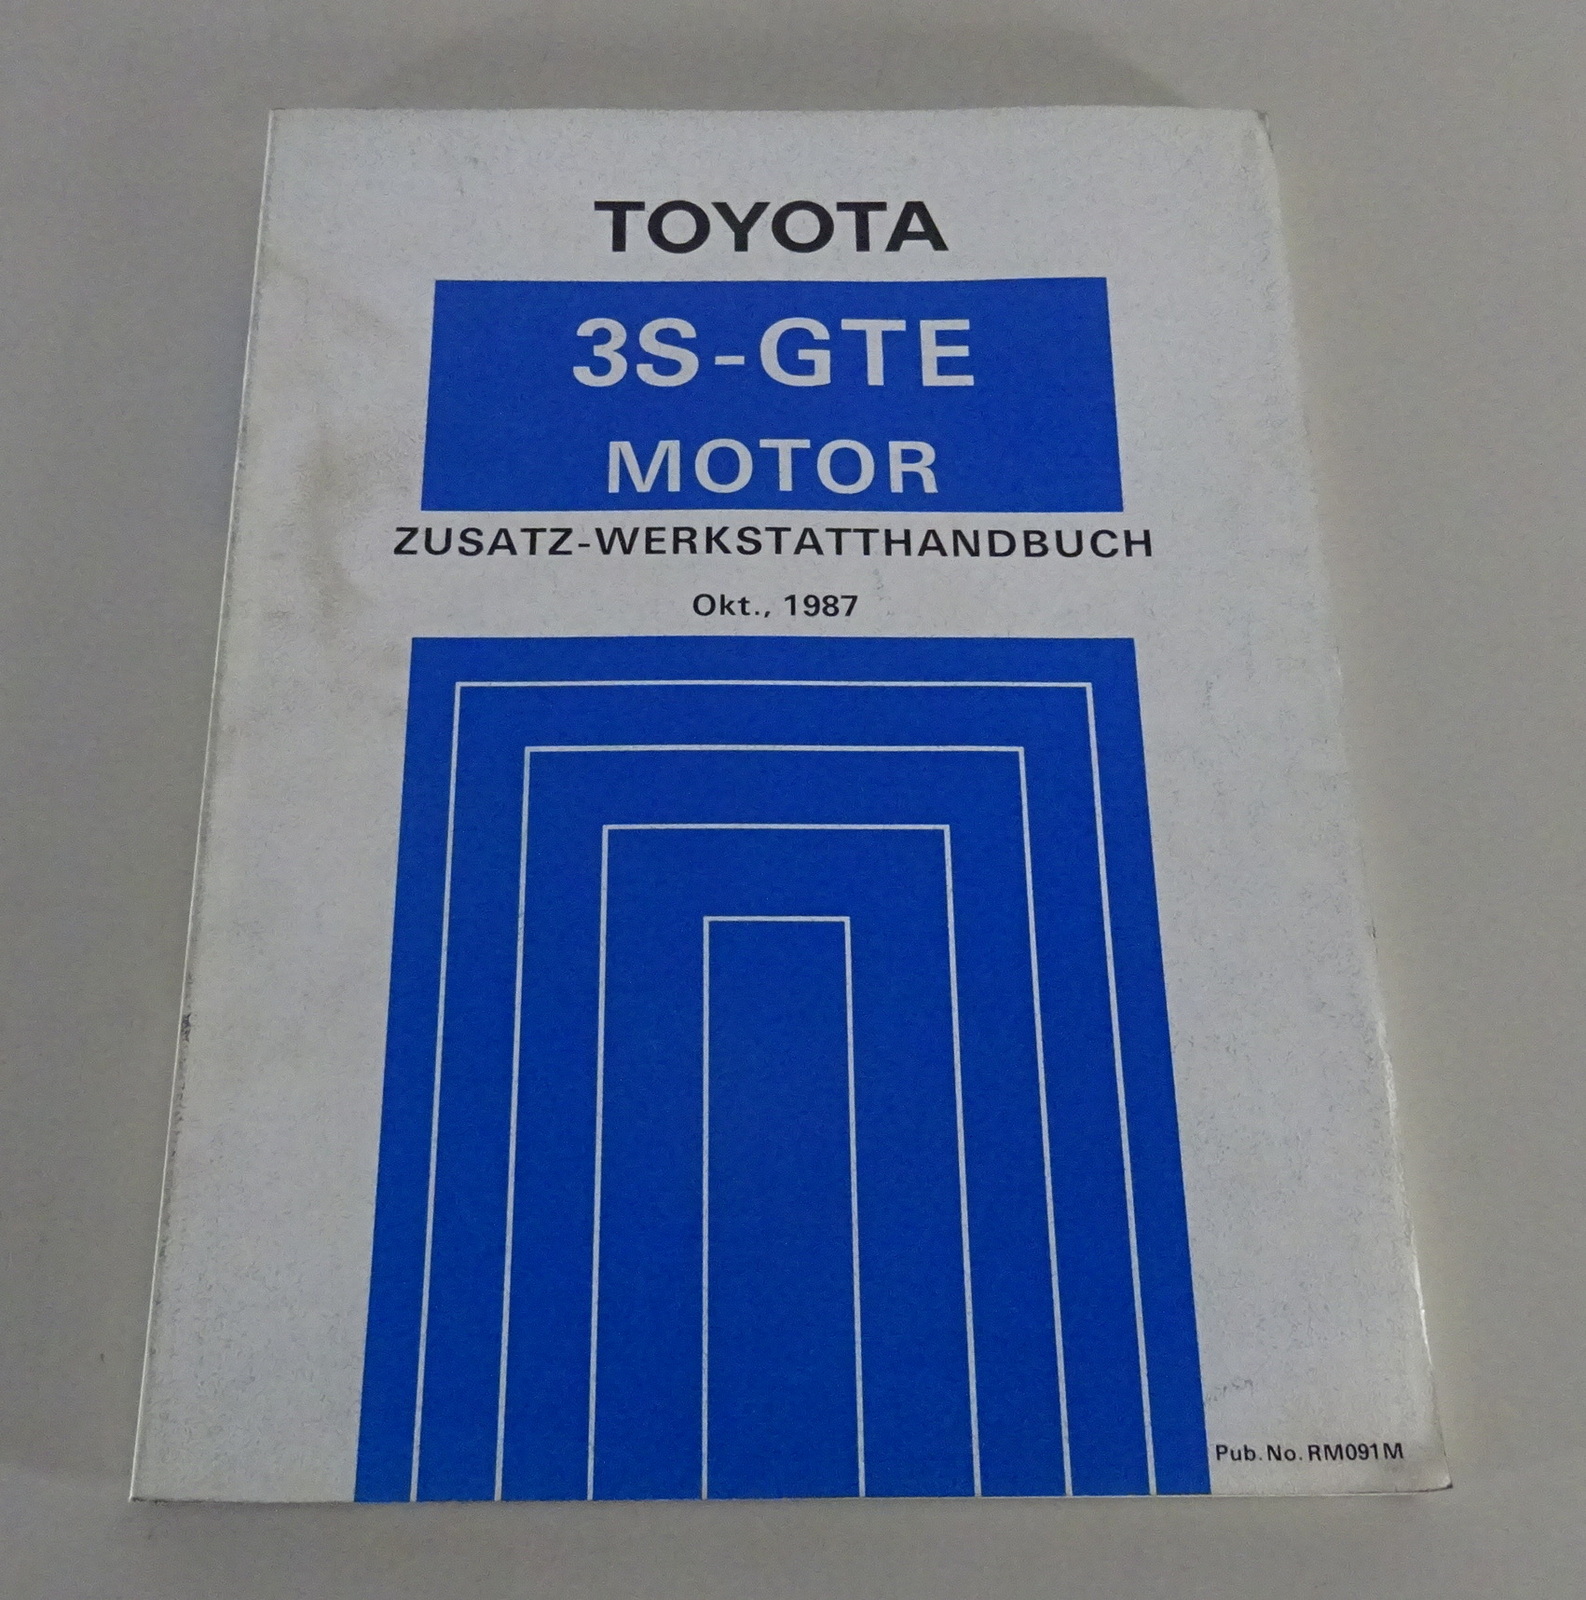 TOYOTA
3S-GTE
MOTOR
ZUSATZ-WERKSTATTHANDBUCH
Okt., 1987
Pub. No. RM091M